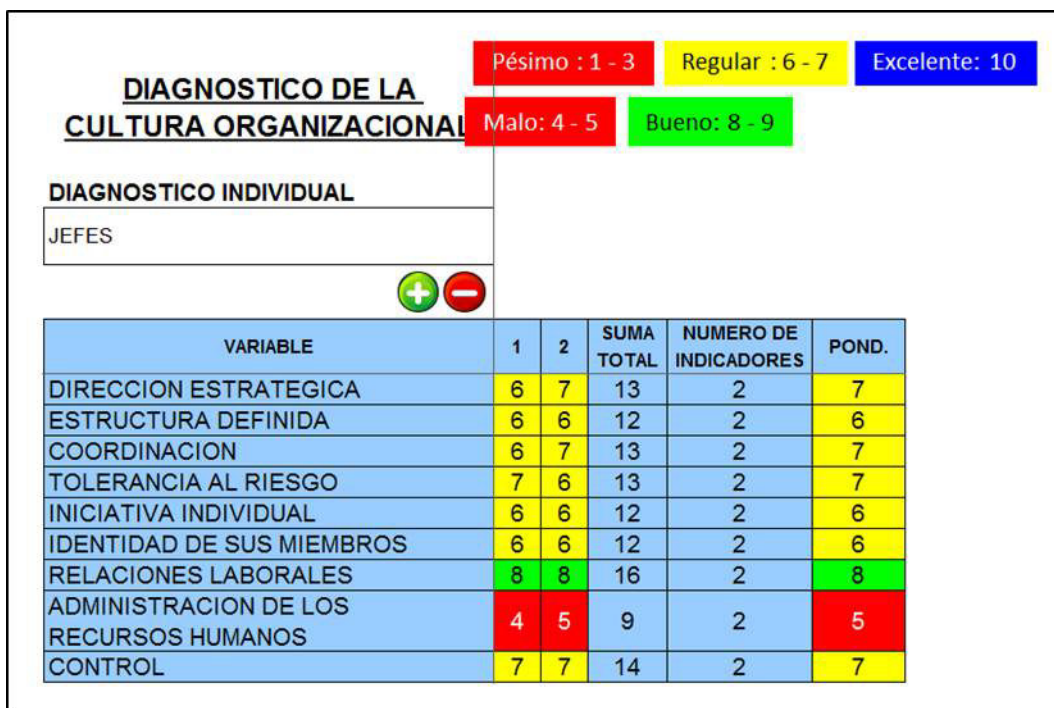 Pésimo : 1 - 3 Regular : 6 - 7 Excelente: 10
DIAGNOSTICO DE LA
CULTURA ORGANIZACIONAL Malo: 4 - 5 Bueno: 8 - 9
DIAGNOSTICO INDIVIDUAL
JEFES
VARIABLE 1 2 SUMA TOTAL NUMERO DE INDICADORES POND.
DIRECCION ESTRATEGICA 6 7 13 2 7
ESTRUCTURA DEFINIDA 6 6 12 2 6
COORDINACION 6 7 13 2 7
TOLERANCIA AL RIESGO 7 6 13 2 7
INICIATIVA INDIVIDUAL 6 6 12 2 6
IDENTIDAD DE SUS MIEMBROS 6 6 12 2 6
RELACIONES LABORALES 8 8 16 2 8
ADMINISTRACION DE LOS
RECURSOS HUMANOS 4 5 9 2 5
CONTROL 7 7 14 2 7